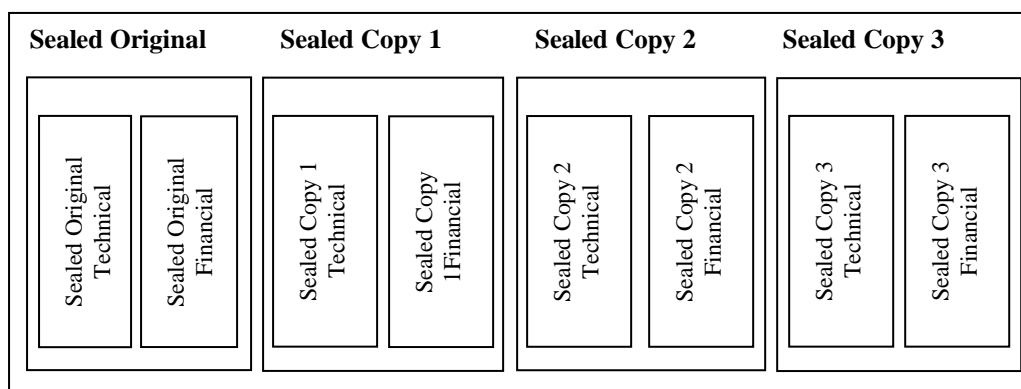 Sealed Original
Sealed Copy 1
Sealed Copy 2
Sealed Copy 3
Sealed Original
Technical
Sealed Original
Financial
Sealed Copy 1
Technical
Sealed Copy
1Financial
Sealed Copy 2
Technical
Sealed Copy 2
Financial
Sealed Copy 3
Technical
Sealed Copy 3
Financial